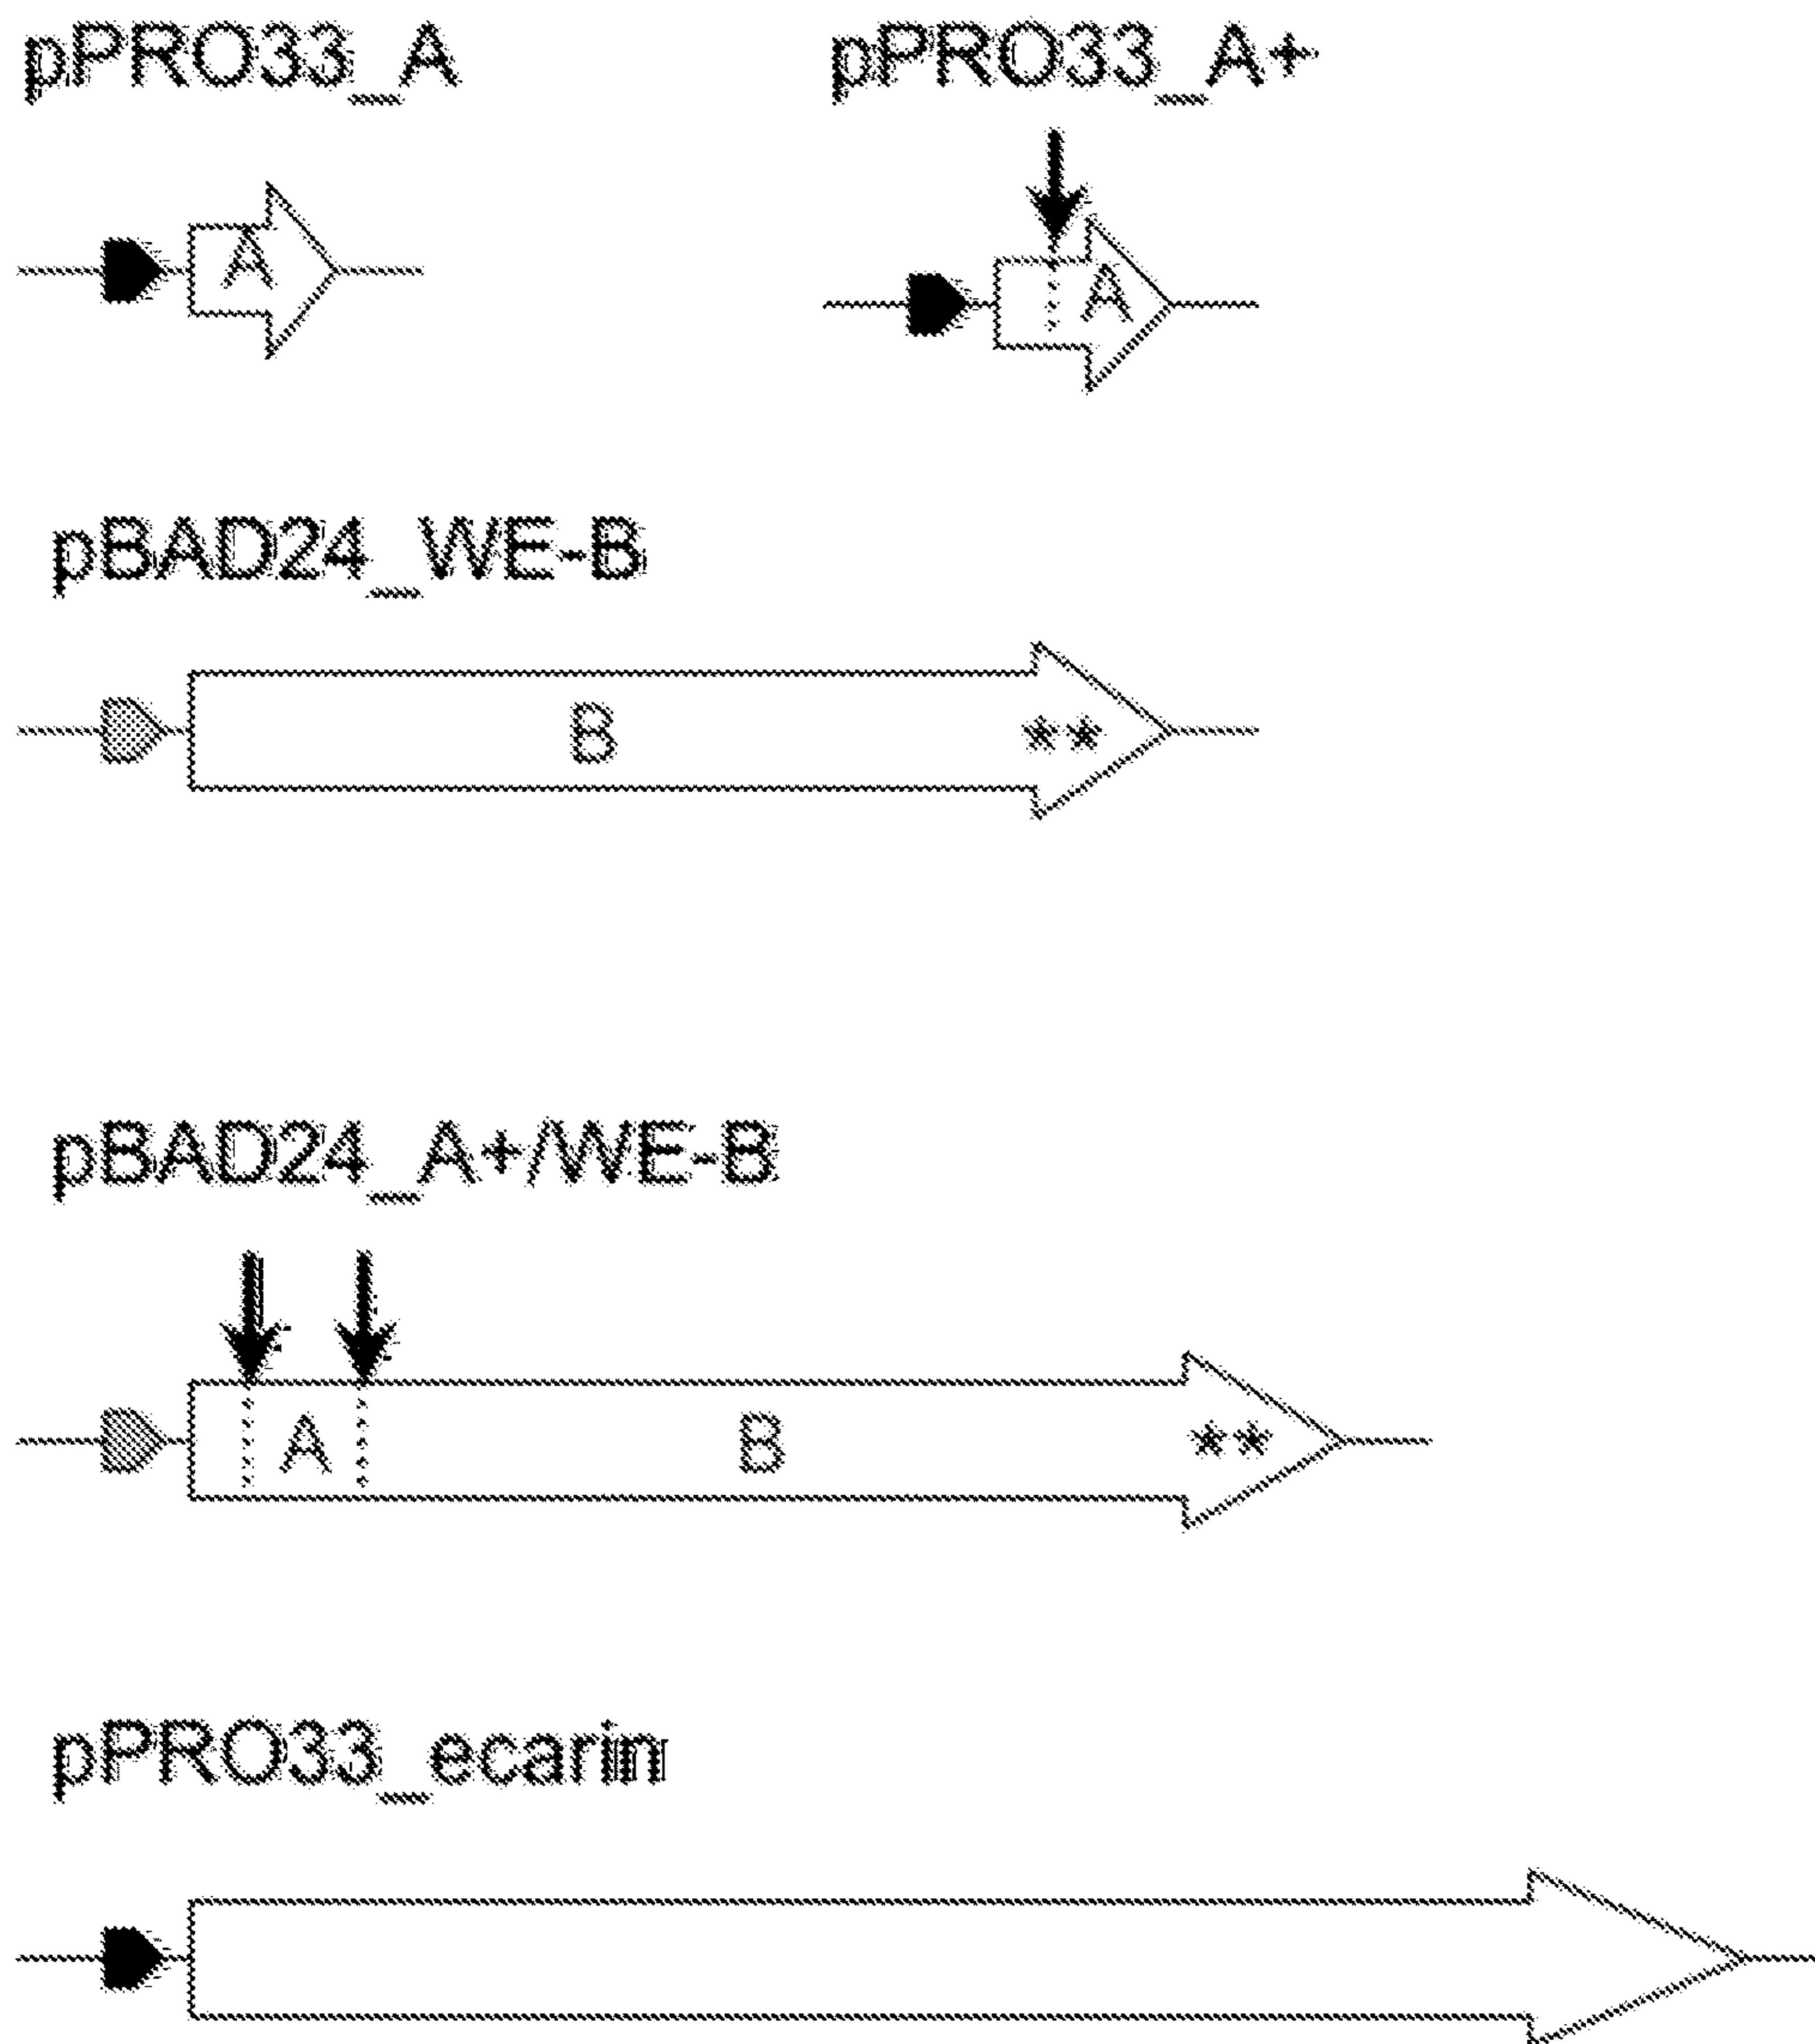 pPRO33_A
pPRO33_A+
A
A
pBAD24_WE-B
B **
pBAD24_A+/WE-B
A B **
pPRO33_ecarin